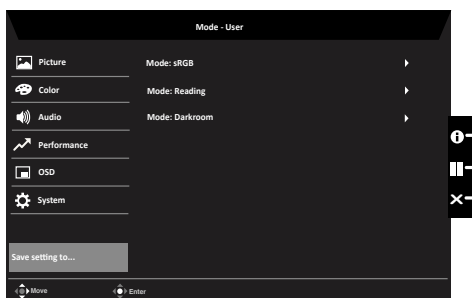 Mode - User
Picture
Mode: sRGB
Color
Mode: Reading
Audio
Mode: Darkroom
Performance
OSD
System
Save setting to...
Move
Enter